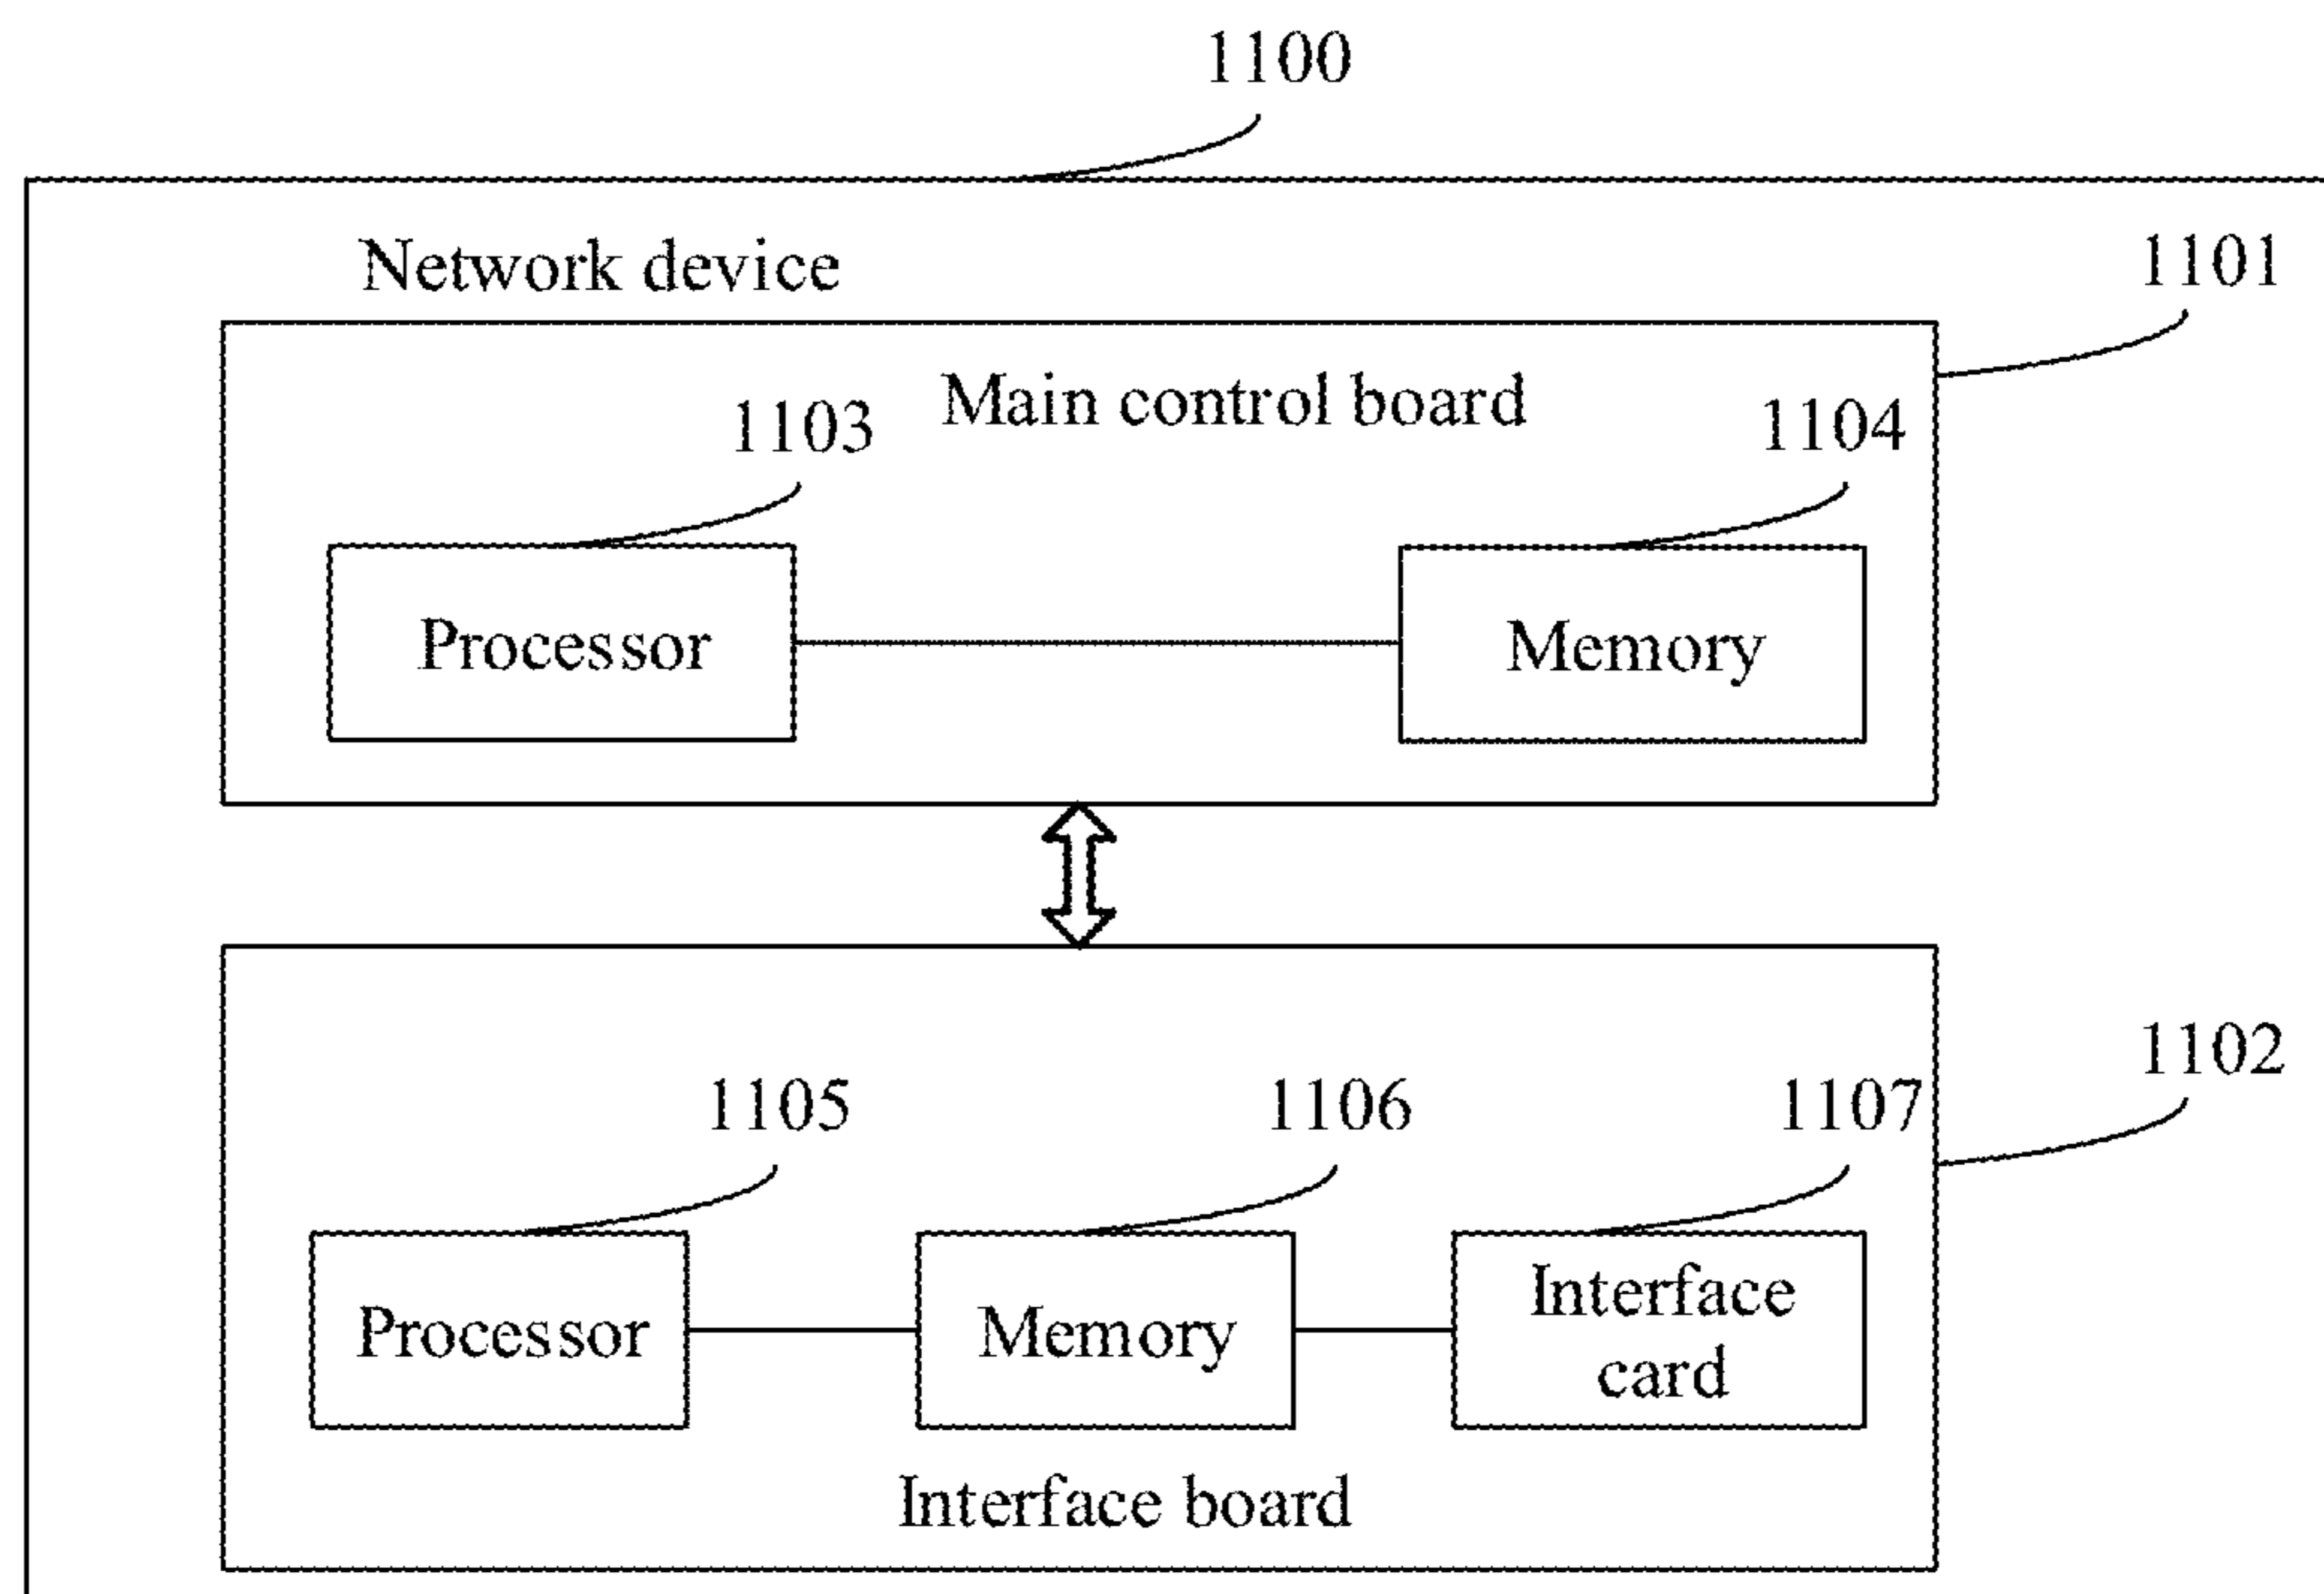 1100
Network device
1101
Main control board
1103
1104
Processor
Memory
1102
1105
1106
1107
Processor
Memory
Interface
card
Interface board